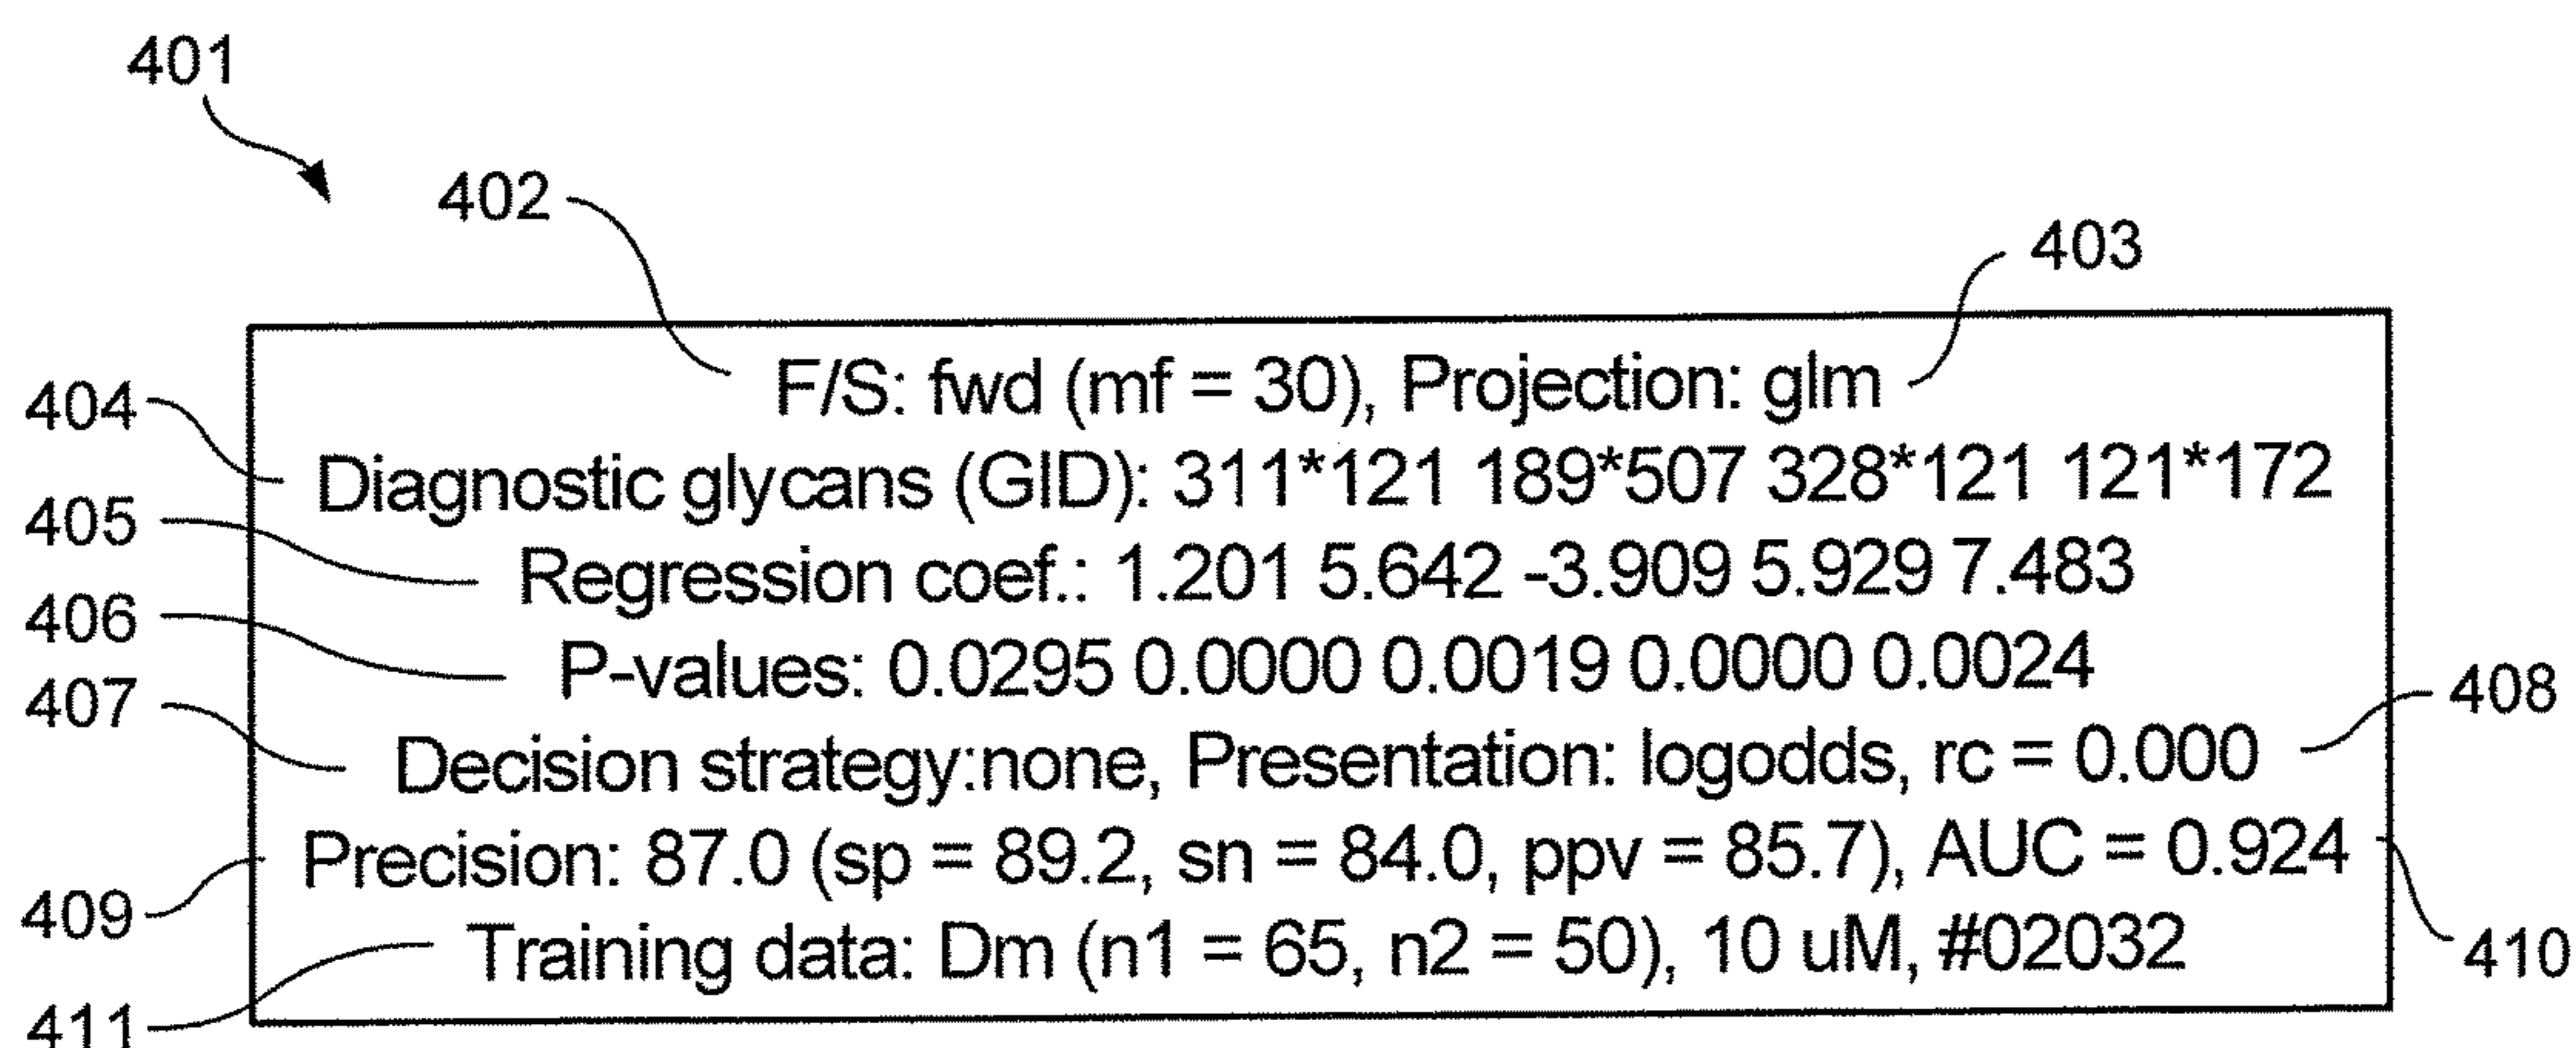 401
402
403
F/S: fwd (mf = 30), Projection: glm
404
Diagnostic glycans (GID): 311*121 189*507 328*121 121*172
405
Regression coef.: 1.201 5.642 -3.909 5.929 7.483
406
P-values: 0.0295 0.0000 0.0019 0.0000 0.0024
407
408
Decision strategy:none, Presentation: logodds, rc = 0.000
Precision: 87.0 (sp = 89.2, sn = 84.0, ppv = 85.7), AUC = 0.924
409
410
Training data: Dm (n1 = 65, n2 = 50), 10 uM, #02032
411